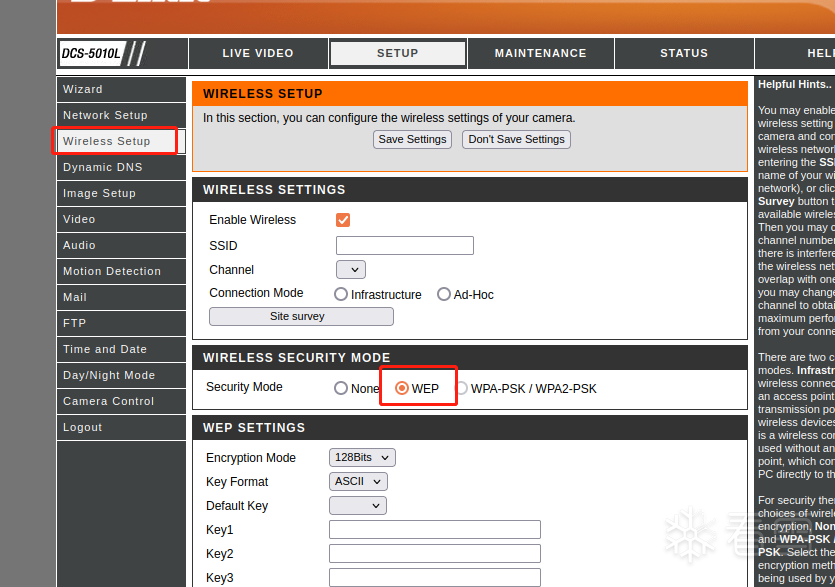 DCS-5010L
LIVE VIDEO
SETUP
MAINTENANCE
STATUS
HEL
Wizard
Network Setup
Wireless Setup
Dynamic DNS
Image Setup
Video
Audio
Motion Detection
Mail
FTP
Time and Date
Day/Night Mode
Camera Control
Logout
WIRELESS SETUP
In this section, you can configure the wireless settings of your camera.
Save Settings Don't Save Settings
WIRELESS SETTINGS
Enable Wireless
SSID
Channel
Connection Mode Infrastructure Ad-Hoc
Site survey
WIRELESS SECURITY MODE
Security Mode None WEP WPA-PSK / WPA2-PSK
WEP SETTINGS
Encryption Mode 128Bits
Key Format ASCII
Default Key
Key1
Key2
Key3
Helpful Hints..
You may enable
wireless setting
camera and con
wireless network
entering the SSI
name of your wi
network), or clic
Survey button t
available wireles
Then you may c
channel number
there is interfere
the wireless net
overlap with one
you may change
channel to obtai
maximum perfor
from your conne
There are two c
modes. Infrastr
wireless connec
an access point
transmission po
wireless devices
is a wireless con
used without an
point, which con
PC directly to th
For security ther
choices of wirele
encryption, Non
and WPA-PSK /
PSK. Select the
encryption meth
being used by y
看雪